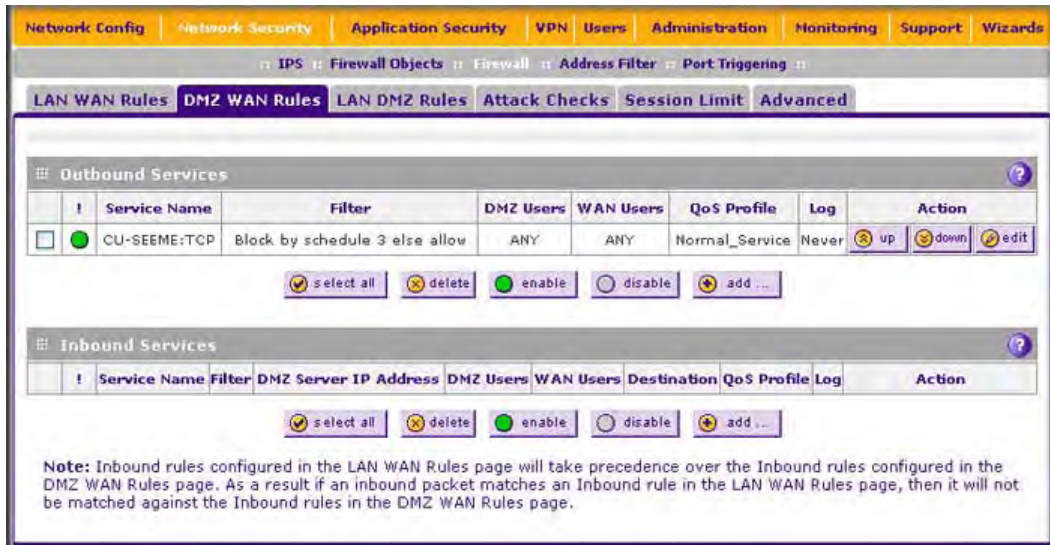 Network Config Network Security Application Security VPN Users Administration Monitoring Support Wizards
:: IPS :: Firewall Objects :: Firewall :: Address Filter :: Port Triggering ::
LAN WAN Rules DMZ WAN Rules LAN DMZ Rules Attack Checks Session Limit Advanced
Outbound Services ?
! Service Name Filter DMZ Users WAN Users QoS Profile Log Action
CU-SEEME:TCP Block by schedule 3 else allow ANY ANY Normal_Service Never up down edit
select all delete enable disable add ...
Inbound Services ?
! Service Name Filter DMZ Server IP Address DMZ Users WAN Users Destination QoS Profile Log Action
select all delete enable disable add ...
Note: Inbound rules configured in the LAN WAN Rules page will take precedence over the Inbound rules configured in the
DMZ WAN Rules page. As a result if an inbound packet matches an Inbound rule in the LAN WAN Rules page, then it will not
be matched against the Inbound rules in the DMZ WAN Rules page.